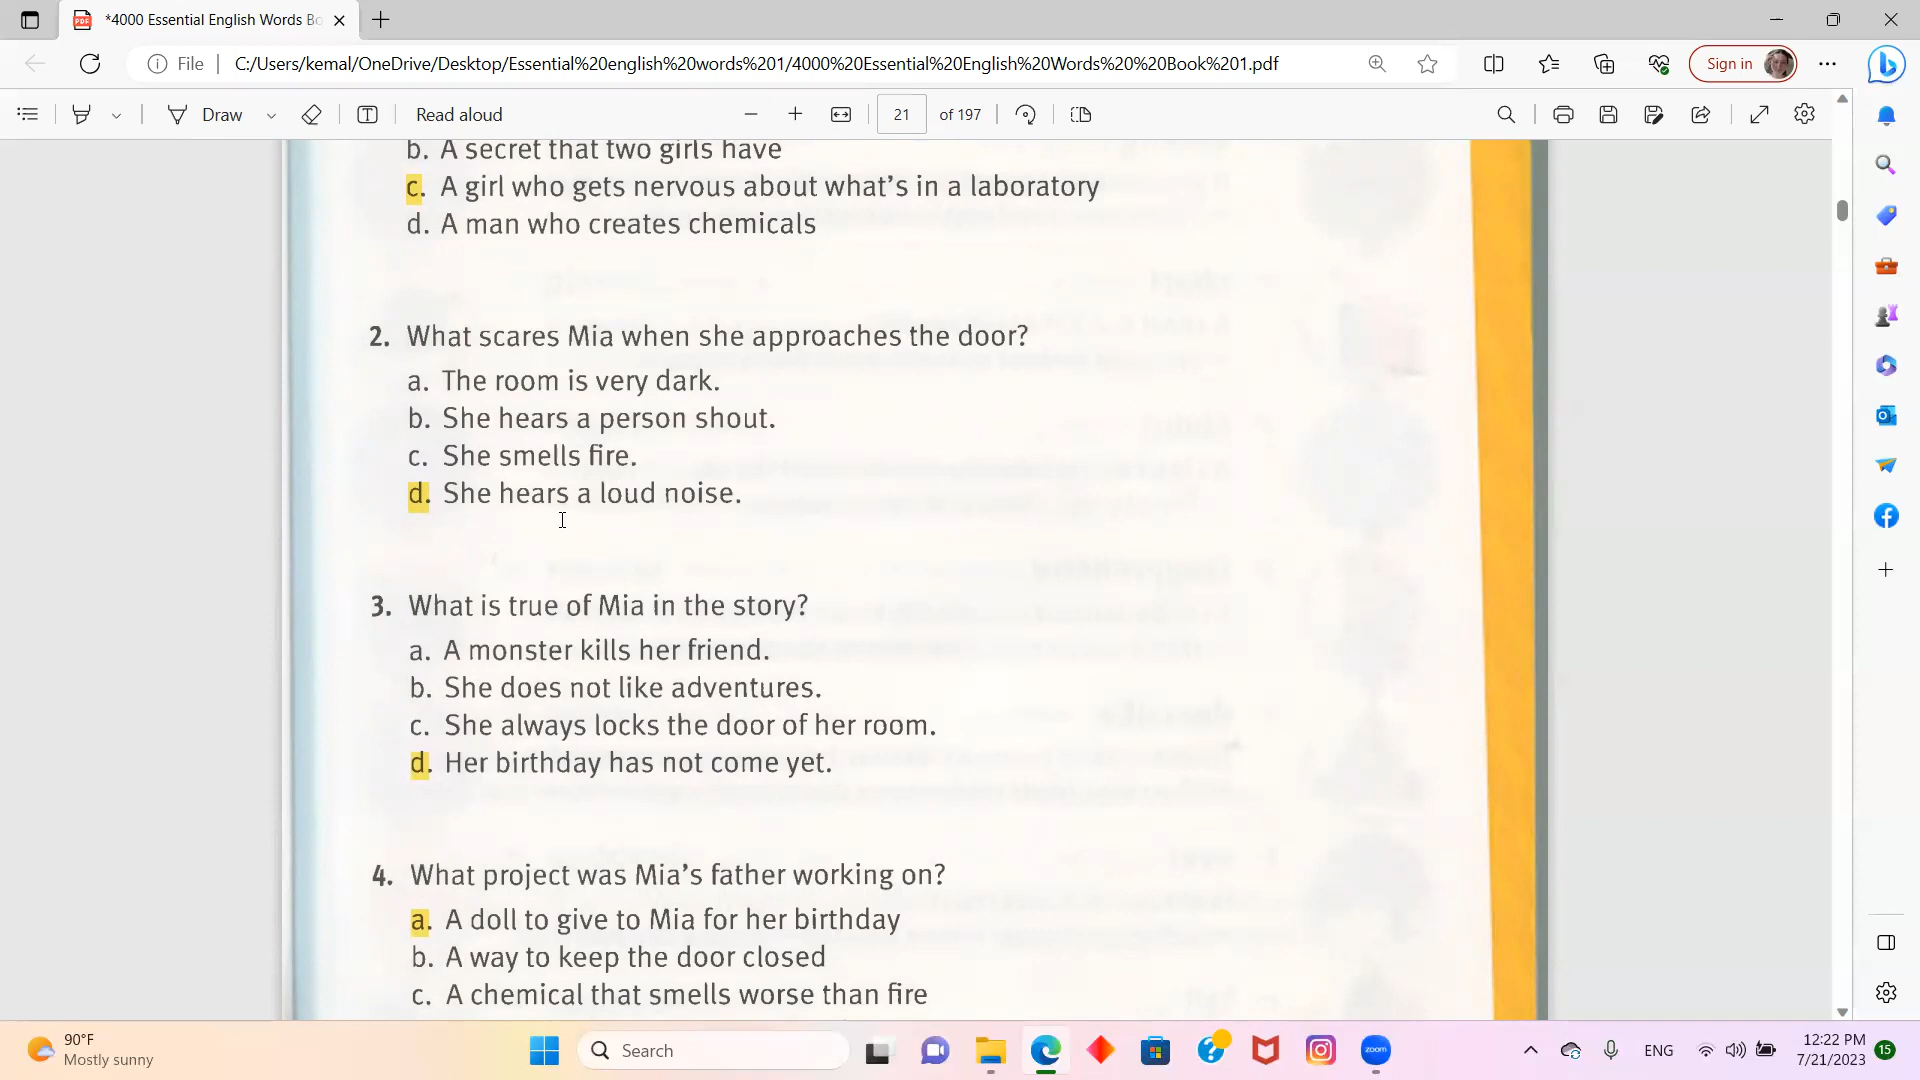 *4000 Essential English Words Bo
File
C:/Users/kemal/OneDrive/Desktop/Essential%20english%20words%201/4000%20Essential%20English%20Words%20%20Book%201.pdf
Sign in
Draw
Read aloud
21 of 197
b. A secret that two girls have
c. A girl who gets nervous about what's in a laboratory
d. A man who creates chemicals
2. What scares Mia when she approaches the door?
a. The room is very dark.
b. She hears a person shout.
c. She smells fire.
d. She hears a loud noise.
3. What is true of Mia in the story?
a. A monster kills her friend.
b. She does not like adventures.
c. She always locks the door of her room.
d. Her birthday has not come yet.
4. What project was Mia's father working on?
a. A doll to give to Mia for her birthday
b. A way to keep the door closed
c. A chemical that smells worse than fire
90°F
Mostly sunny
Search
zoom
ENG
12:22 PM
7/21/2023
15